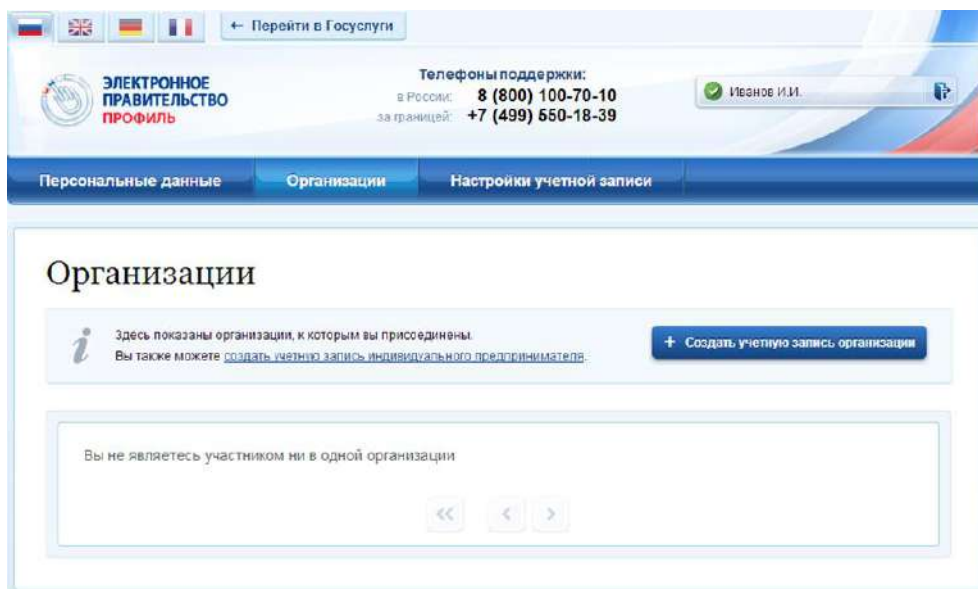 ← Перейти в Госуслуги
ЭЛЕКТРОННОЕ
ПРАВИТЕЛЬСТВО
ПРОФИЛЬ
Телефоны поддержки:
в России: 8 (800) 100-70-10
за границей: +7 (499) 550-18-39
Иванов И.И.
Персональные данные Организации Настройки учетной записи
Организации
Здесь показаны организации, к которым вы присоединены.
Вы также можете создать учетную запись индивидуального предпринимателя.
+ Создать учетную запись организации
Вы не являетесь участником ни в одной организации